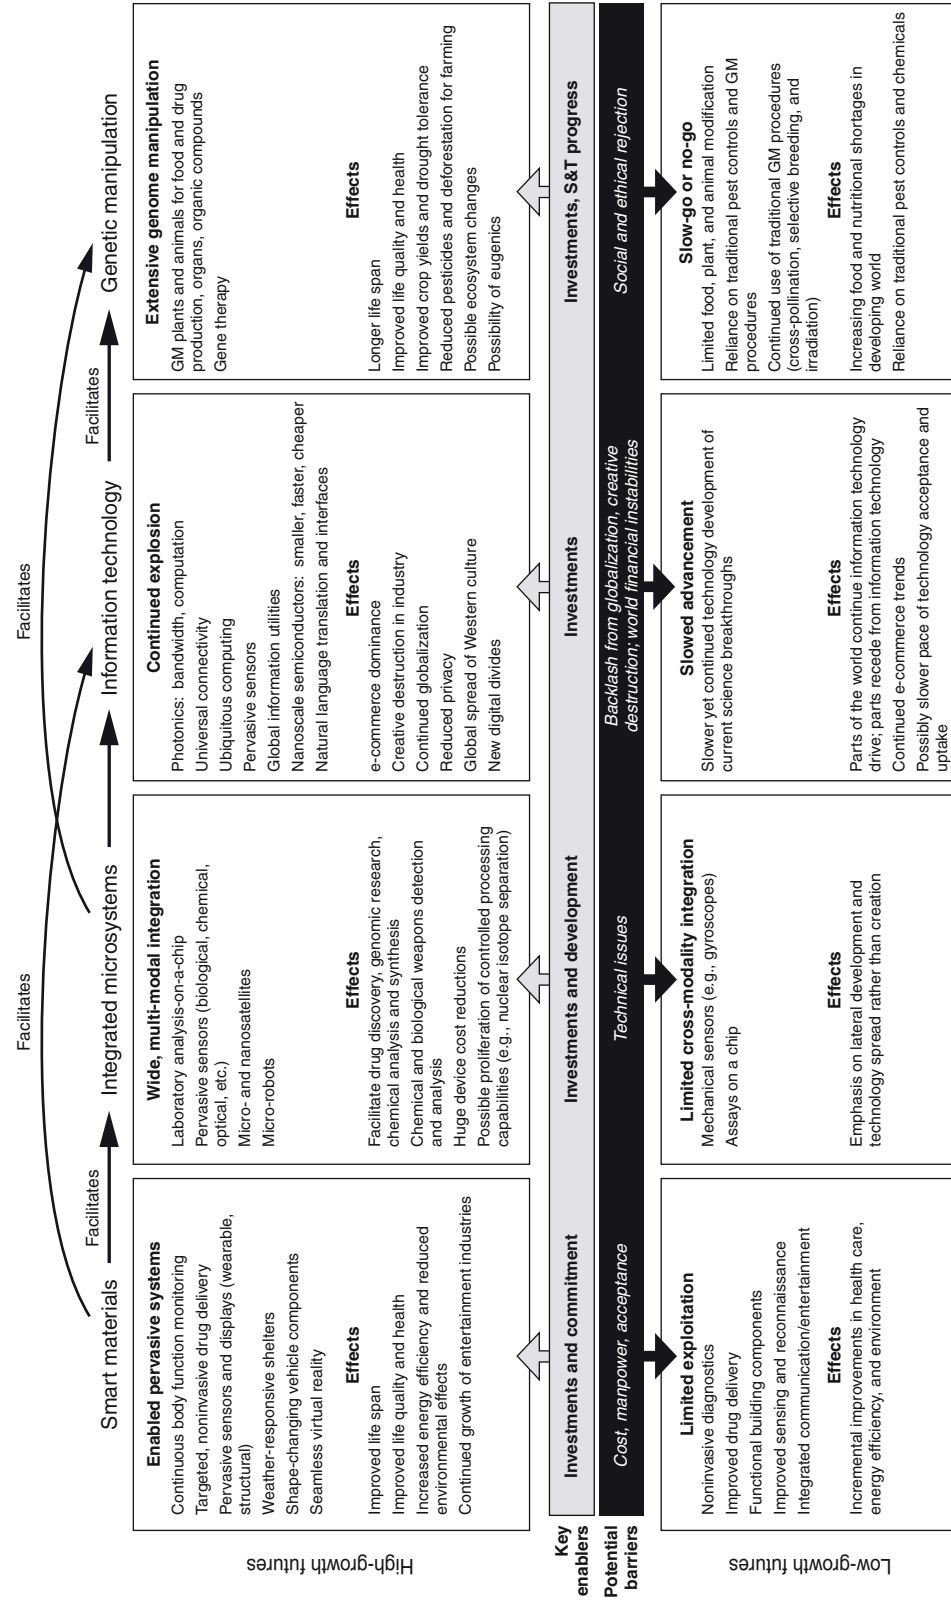 Facilitates
Facilitates
Smart materials
Facilitates
Integrated microsystems
Information technology
Facilitates
Genetic manipulation
High-growth futures
Enabled pervasive systems
Continuous body function monitoring
Targeted, noninvasive drug delivery
Pervasive sensors and displays (wearable,
structural)
Weather-responsive shelters
Shape-changing vehicle components
Seamless virtual reality
Effects
Improved life span
Improved life quality and health
Increased energy efficiency and reduced
environmental effects
Continued growth of entertainment industries
Wide, multi-modal integration
Laboratory analysis-on-a-chip
Pervasive sensors (biological, chemical,
optical, etc.)
Micro- and nanosatellites
Micro-robots
Effects
Facilitate drug discovery, genomic research,
chemical analysis and synthesis
Chemical and biological weapons detection
and analysis
Huge device cost reductions
Possible proliferation of controlled processing
capabilities (e.g., nuclear isotope separation)
Continued explosion
Photonics: bandwidth, computation
Universal connectivity
Ubiquitous computing
Pervasive sensors
Global information utilities
Nanoscale semiconductors: smaller, faster, cheaper
Natural language translation and interfaces
Effects
e-commerce dominance
Creative destruction in industry
Continued globalization
Reduced privacy
Global spread of Western culture
New digital divides
Extensive genome manipulation
GM plants and animals for food and drug
production, organs, organic compounds
Gene therapy
Effects
Longer life span
Improved life quality and health
Improved crop yields and drought tolerance
Reduced pesticides and deforestation for farming
Possible ecosystem changes
Possibility of eugenics
Key
enablers
Investments and commitment
Investments and development
Investments
Investments, S&T progress
Potential
barriers
Cost, manpower, acceptance
Technical issues
Backlash from globalization, creative
destruction; world financial instabilities
Social and ethical rejection
Low-growth futures
Limited exploitation
Noninvasive diagnostics
Improved drug delivery
Functional building components
Improved sensing and reconnaissance
Integrated communication/entertainment
Effects
Incremental improvements in health care,
energy efficiency, and environment
Limited cross-modality integration
Mechanical sensors (e.g., gyroscopes)
Assays on a chip
Effects
Emphasis on lateral development and
technology spread rather than creation
Slowed advancement
Slower yet continued technology development of
current science breakthroughs
Effects
Parts of the world continue information technology
drive; parts recede from information technology
Continued e-commerce trends
Possibly slower pace of technology acceptance and
uptake
Slow-go or no-go
Limited food, plant, and animal modification
Reliance on traditional pest controls and GM
procedures
Continued use of traditional GM procedures
(cross-pollination, selective breeding, and
irradiation)
Effects
Increasing food and nutritional shortages in
developing world
Reliance on traditional pest controls and chemicals